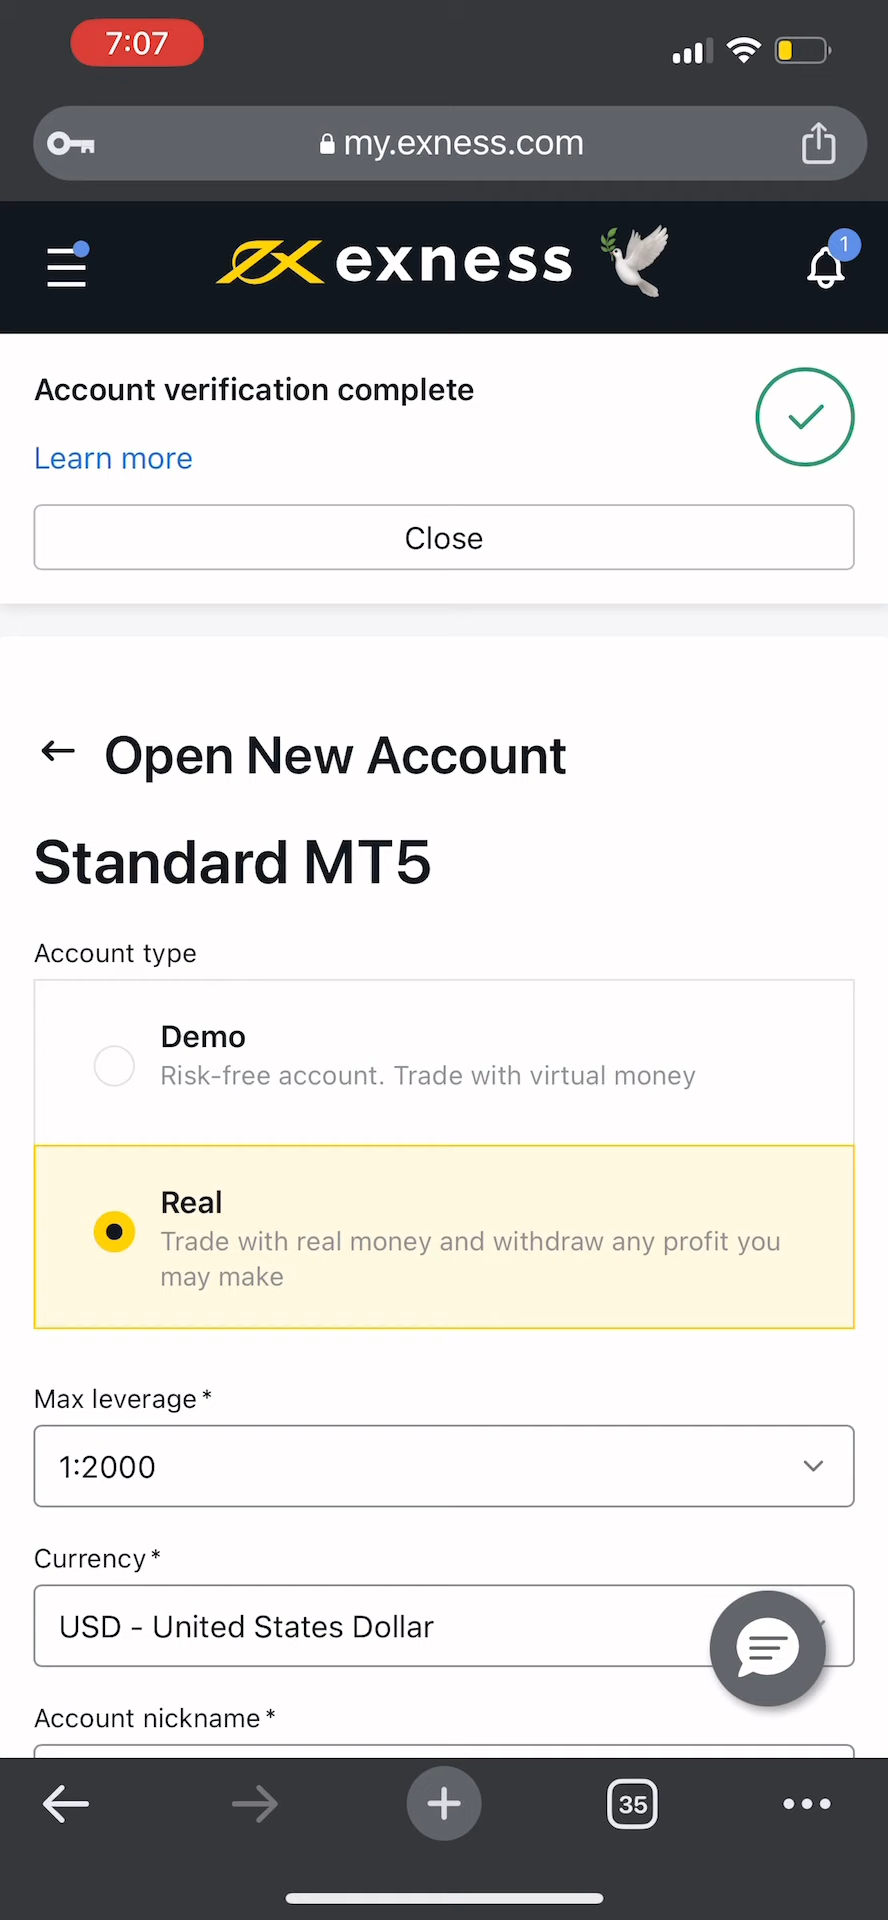 7:07
my.exness.com
exness
1
Account verification complete
Learn more
Close
Open New Account
Standard MT5
Account type
Demo
Risk-free account. Trade with virtual money
Real
Trade with real money and withdraw any profit you
may make
Max leverage*
1:2000
Currency*
USD - United States Dollar
Account nickname*
35